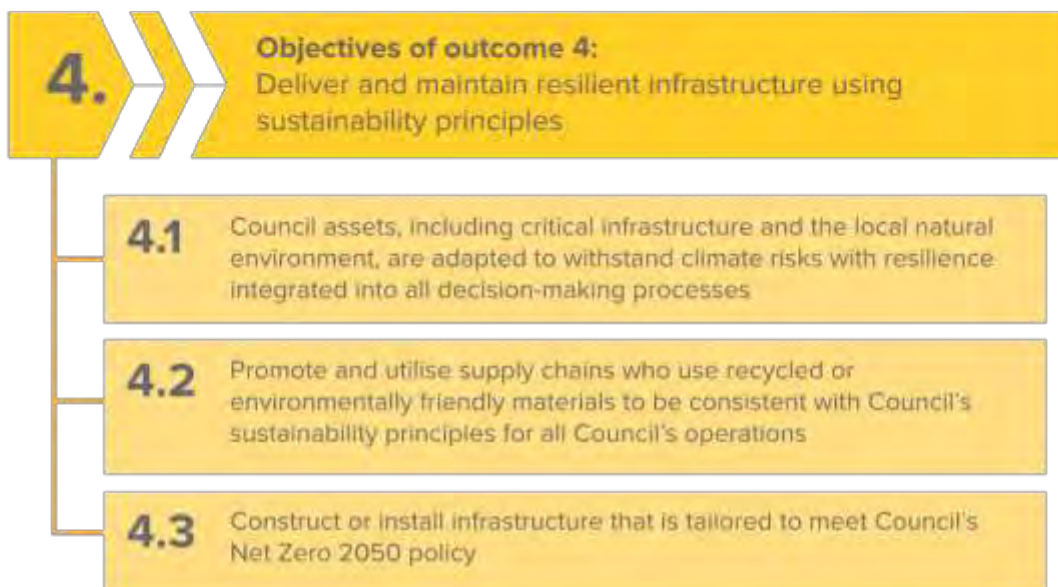 4.
Objectives of outcome 4:
Deliver and maintain resilient infrastructure using
sustainability principles
4.1
Council assets, including critical infrastructure and the local natural
environment, are adapted to withstand climate risks with resilience
integrated into all decision-making processes
4.2
Promote and utilise supply chains who use recycled or
environmentally friendly materials to be consistent with Council's
sustainability principles for all Council's operations
4.3
Construct or install infrastructure that is tailored to meet Council's
Net Zero 2050 policy